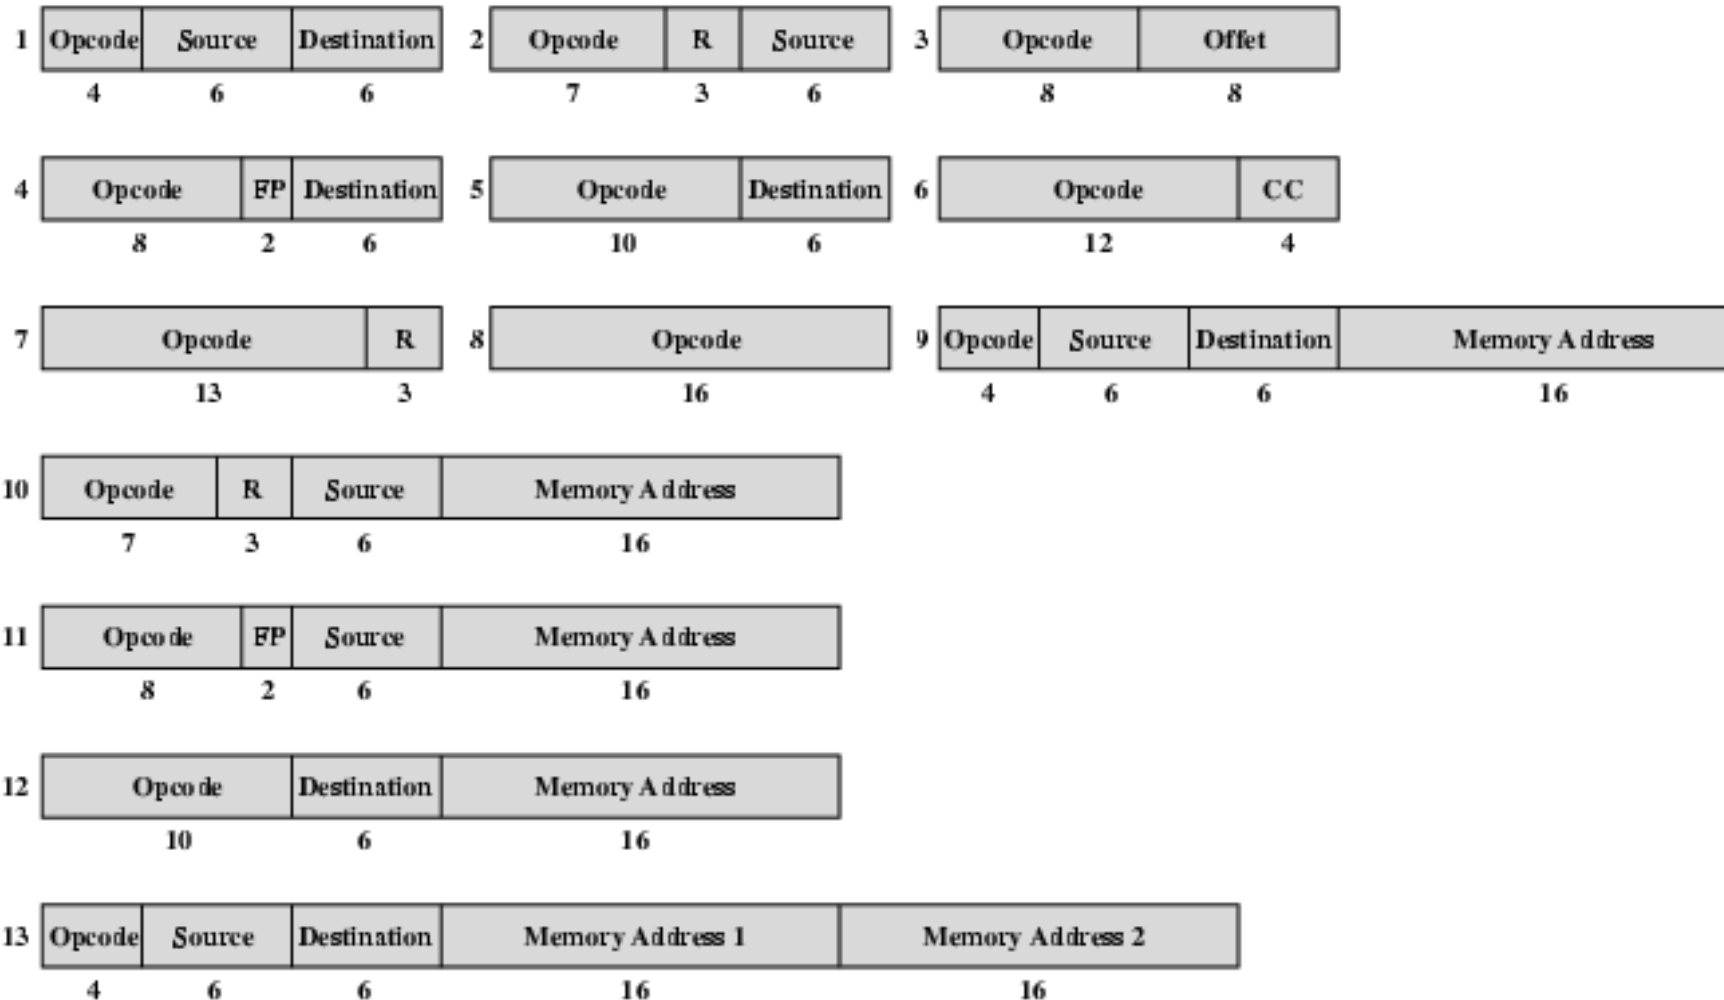 1 Opcode Source Destination 2 Opcode R Source 3 Opcode Offet
4 6 6 7 3 6 8 8
4 Opcode FP Destination 5 Opcode Destination 6 Opcode CC
8 2 6 10 6 12 4
7 Opcode R 8 Opcode 9 Opcode Source Destination Memory Address
13 3 16 4 6 6 16
10 Opcode R Source Memory Address
7 3 6 16
11 Opcode FP Source Memory Address
8 2 6 16
12 Opcode Destination Memory Address
10 6 16
13 Opcode Source Destination Memory Address 1 Memory Address 2
4 6 6 16 16